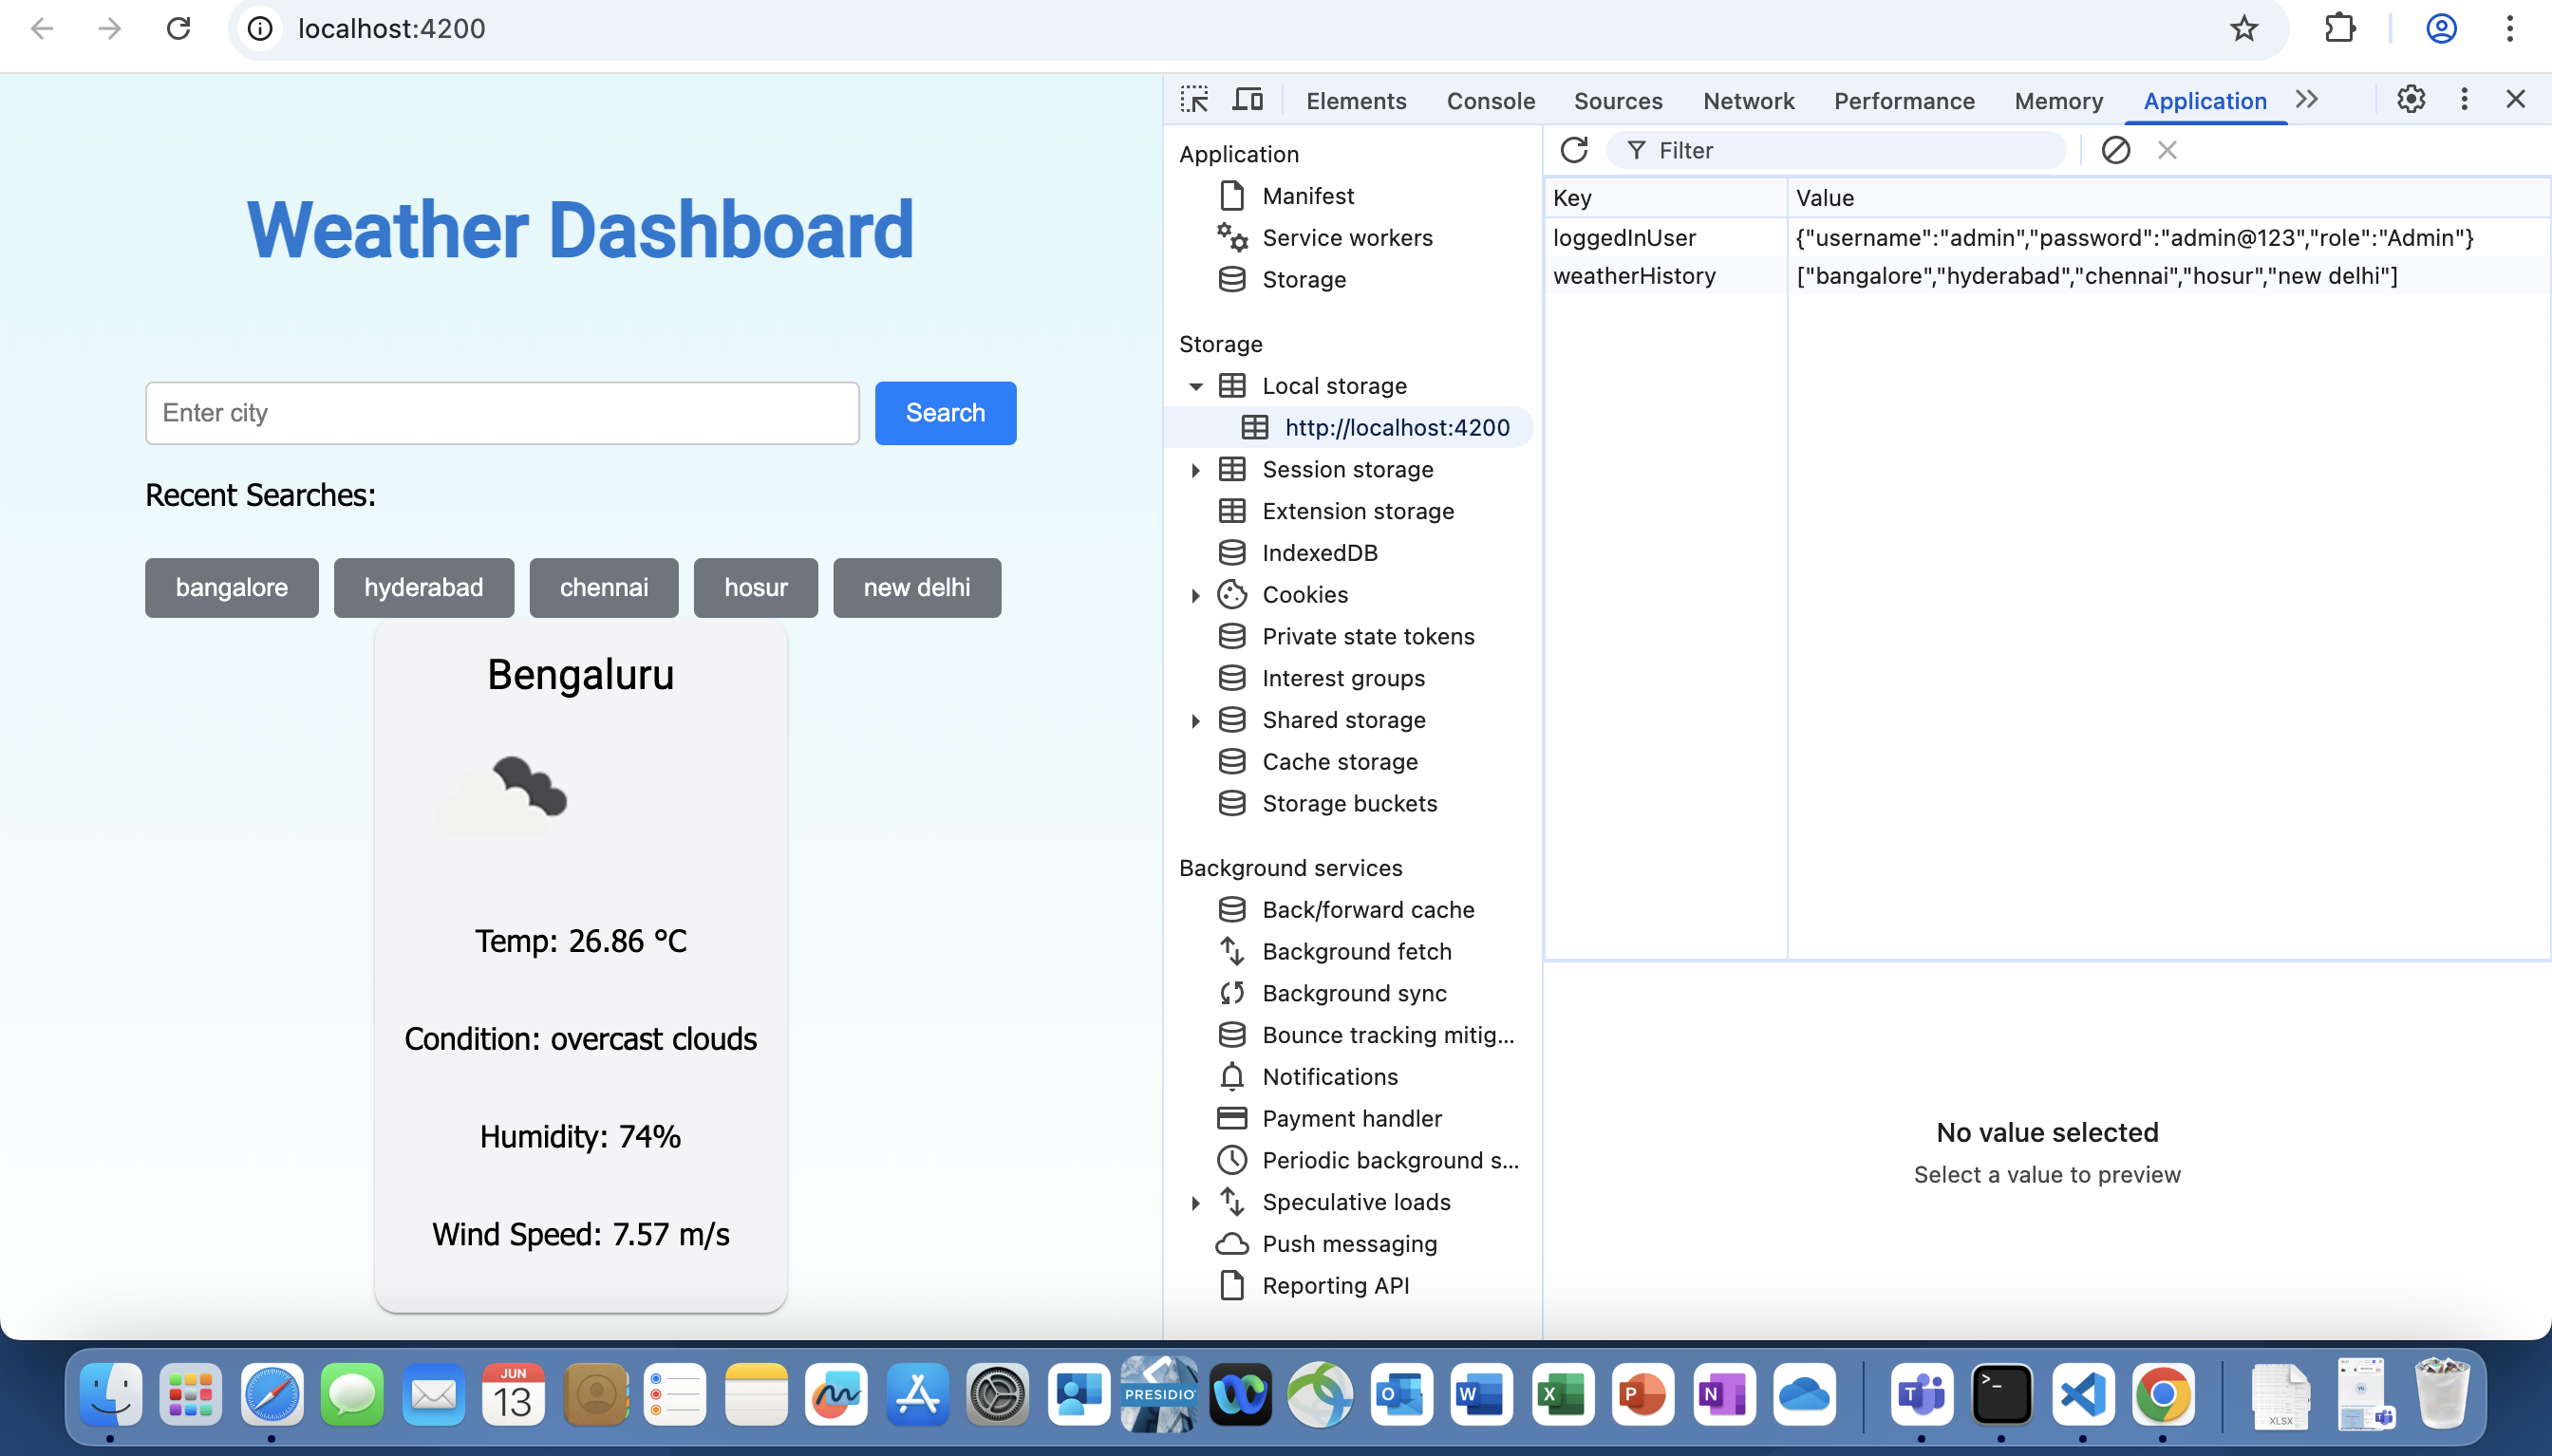 localhost:4200
Weather Dashboard
Enter city
Search
Recent Searches:
bangalore
hyderabad
chennai
hosur
new delhi
Bengaluru
Temp: 26.86 °C
Condition: overcast clouds
Humidity: 74%
Wind Speed: 7.57 m/s
Elements
Console
Sources
Network
Performance
Memory
Application
Application
Manifest
Service workers
Storage
Storage
Local storage
http://localhost:4200
Session storage
Extension storage
IndexedDB
Cookies
Private state tokens
Interest groups
Shared storage
Cache storage
Storage buckets
Background services
Back/forward cache
Background fetch
Background sync
Bounce tracking mitig...
Notifications
Payment handler
Periodic background s...
Speculative loads
Push messaging
Reporting API
Filter
Key Value
loggedInUser {"username":"admin","password":"admin@123","role":"Admin"}
weatherHistory ["bangalore","hyderabad","chennai","hosur","new delhi"]
No value selected
Select a value to preview
JUN
13
PRESIDIO
O
W
X
P
N
T
>_
XLSX